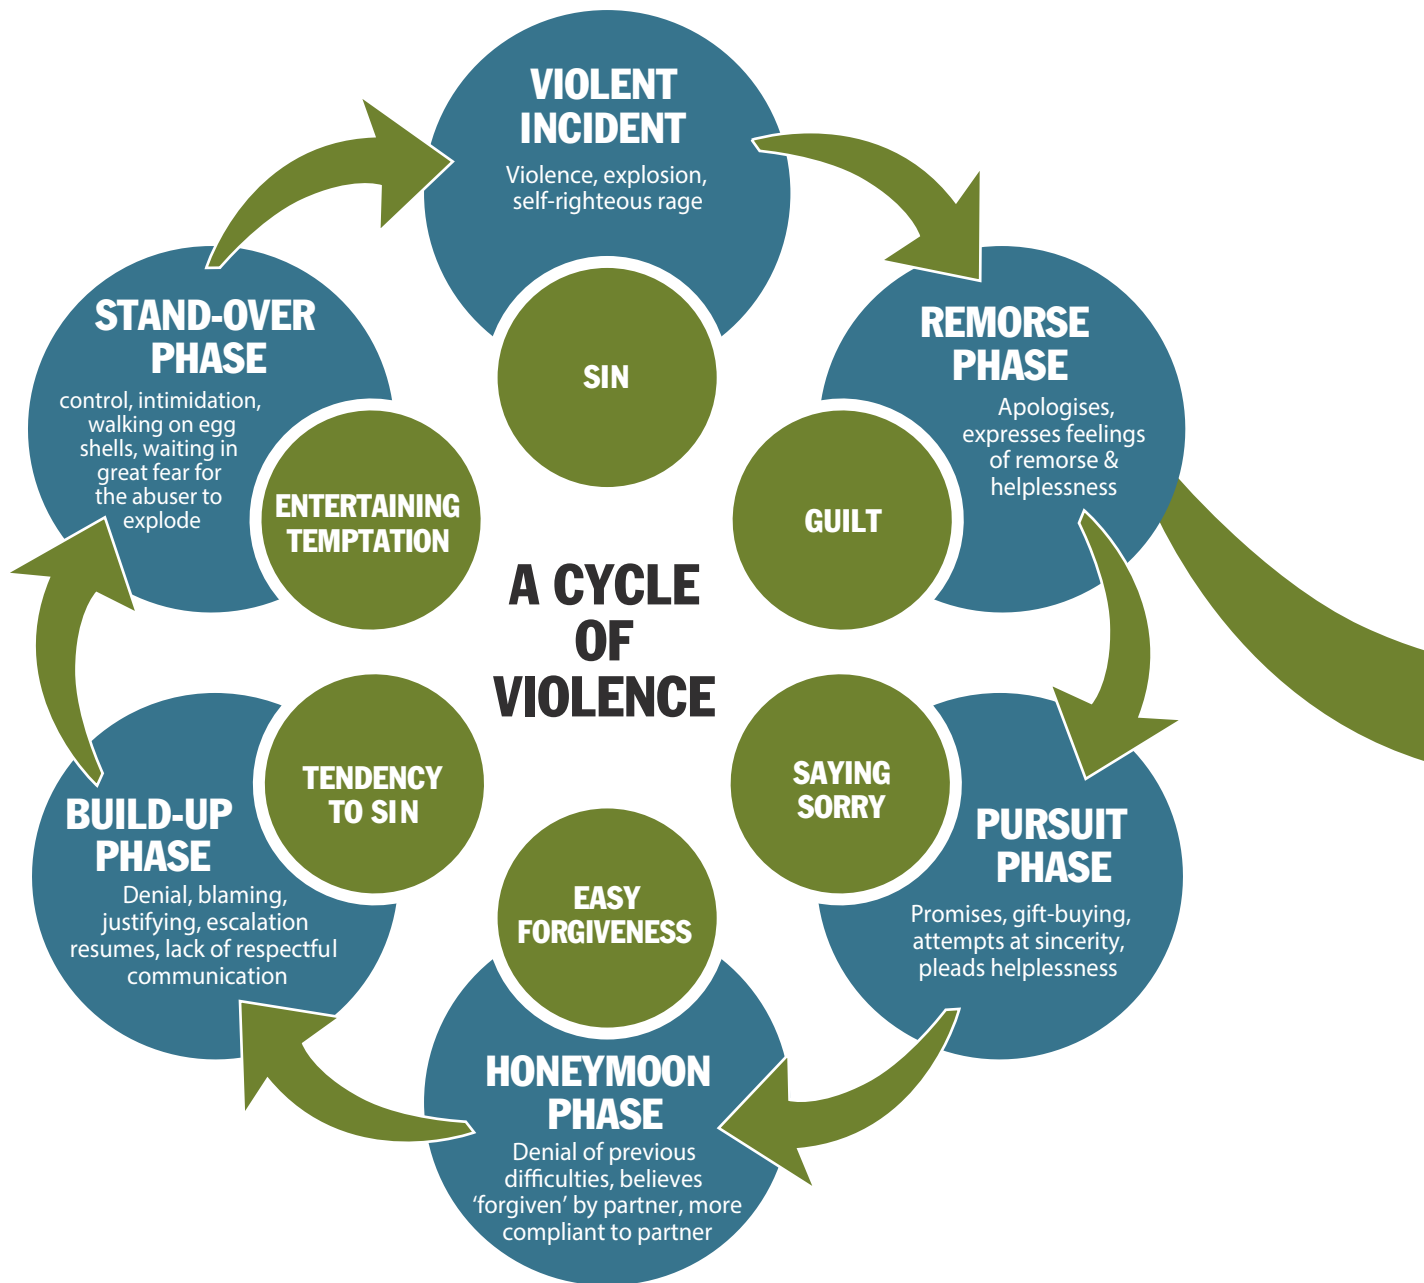 VIOLENT
INCIDENT
Violence, explosion,
self-righteous rage
SIN
REMORSE
PHASE
Apologises,
expresses feelings
of remorse &
helplessness
GUILT
PURSUIT
PHASE
Promises, gift-buying,
attempts at sincerity,
pleads helplessness
SAYING
SORRY
HONEYMOON
PHASE
Denial of previous
difficulties, believes
‘forgiven’ by partner, more
compliant to partner
EASY
FORGIVENESS
BUILD-UP
PHASE
Denial, blaming,
justifying, escalation
resumes, lack of respectful
communication
TENDENCY
TO SIN
STAND-OVER
PHASE
control, intimidation,
walking on egg
shells, waiting in
great fear for
the abuser to
explode
ENTERTAINING
TEMPTATION
A CYCLE
OF
VIOLENCE